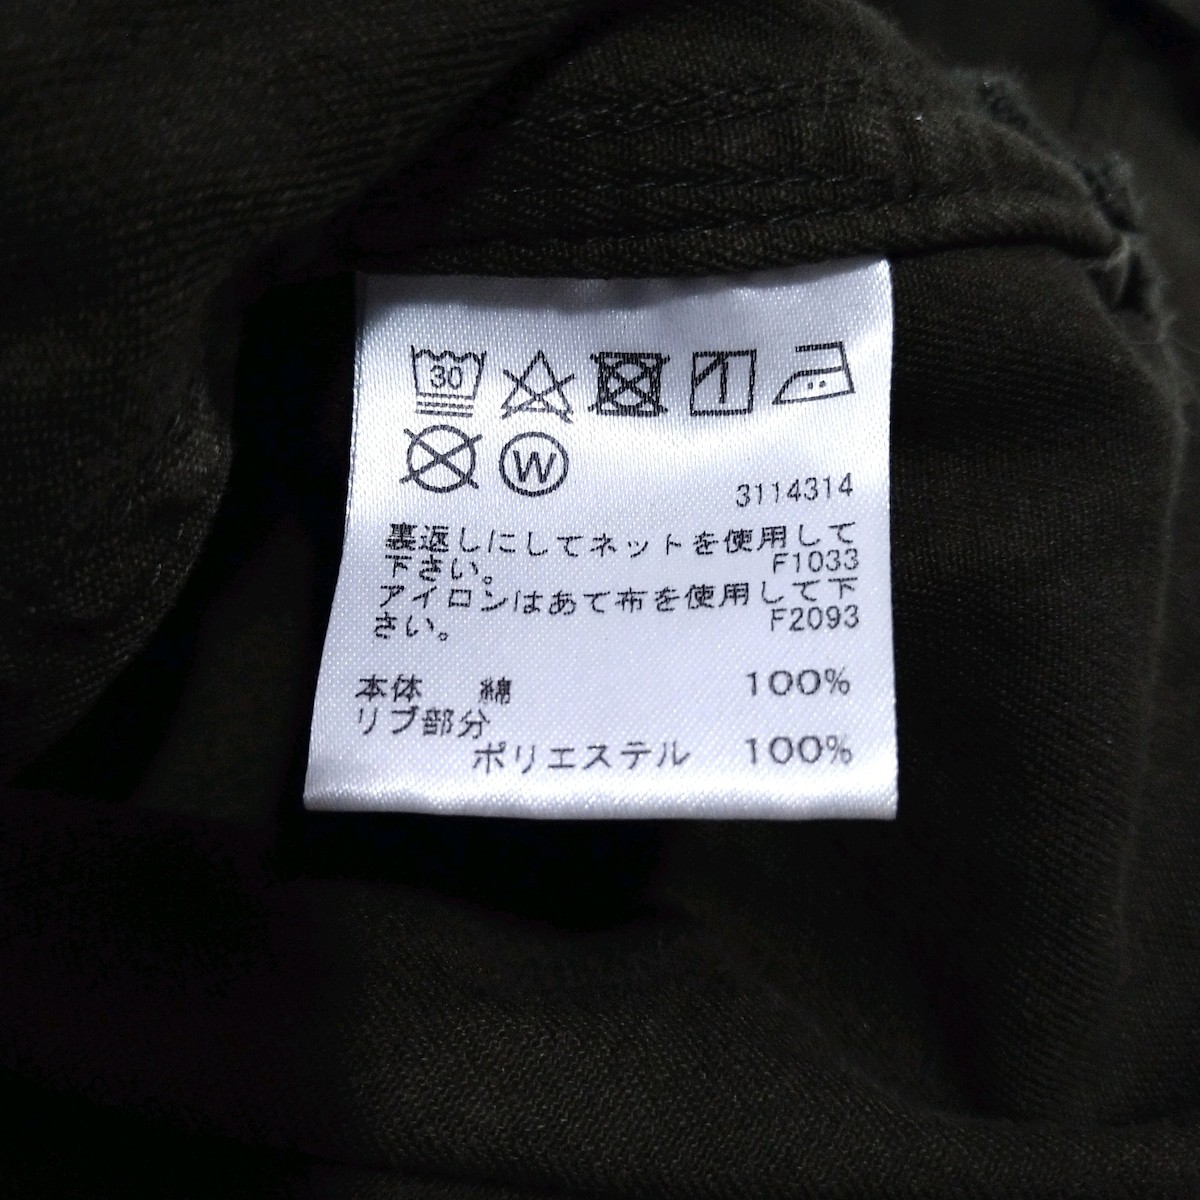 30
W
3114314
裏返しにしてネットを使用して
下さい。 F1033
アイロンはあて布を使用して下
さい。 F2093
本体 綿 100%
リブ部分
ポリエステル 100%